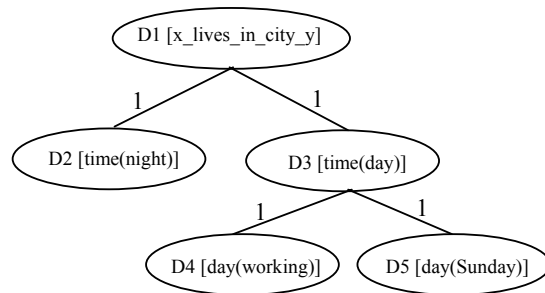 D1 [x_lives_in_city_y]
1
1
D2 [time(night)]
D3 [time(day)]
1
1
D4 [day(working)]
D5 [day(Sunday)]